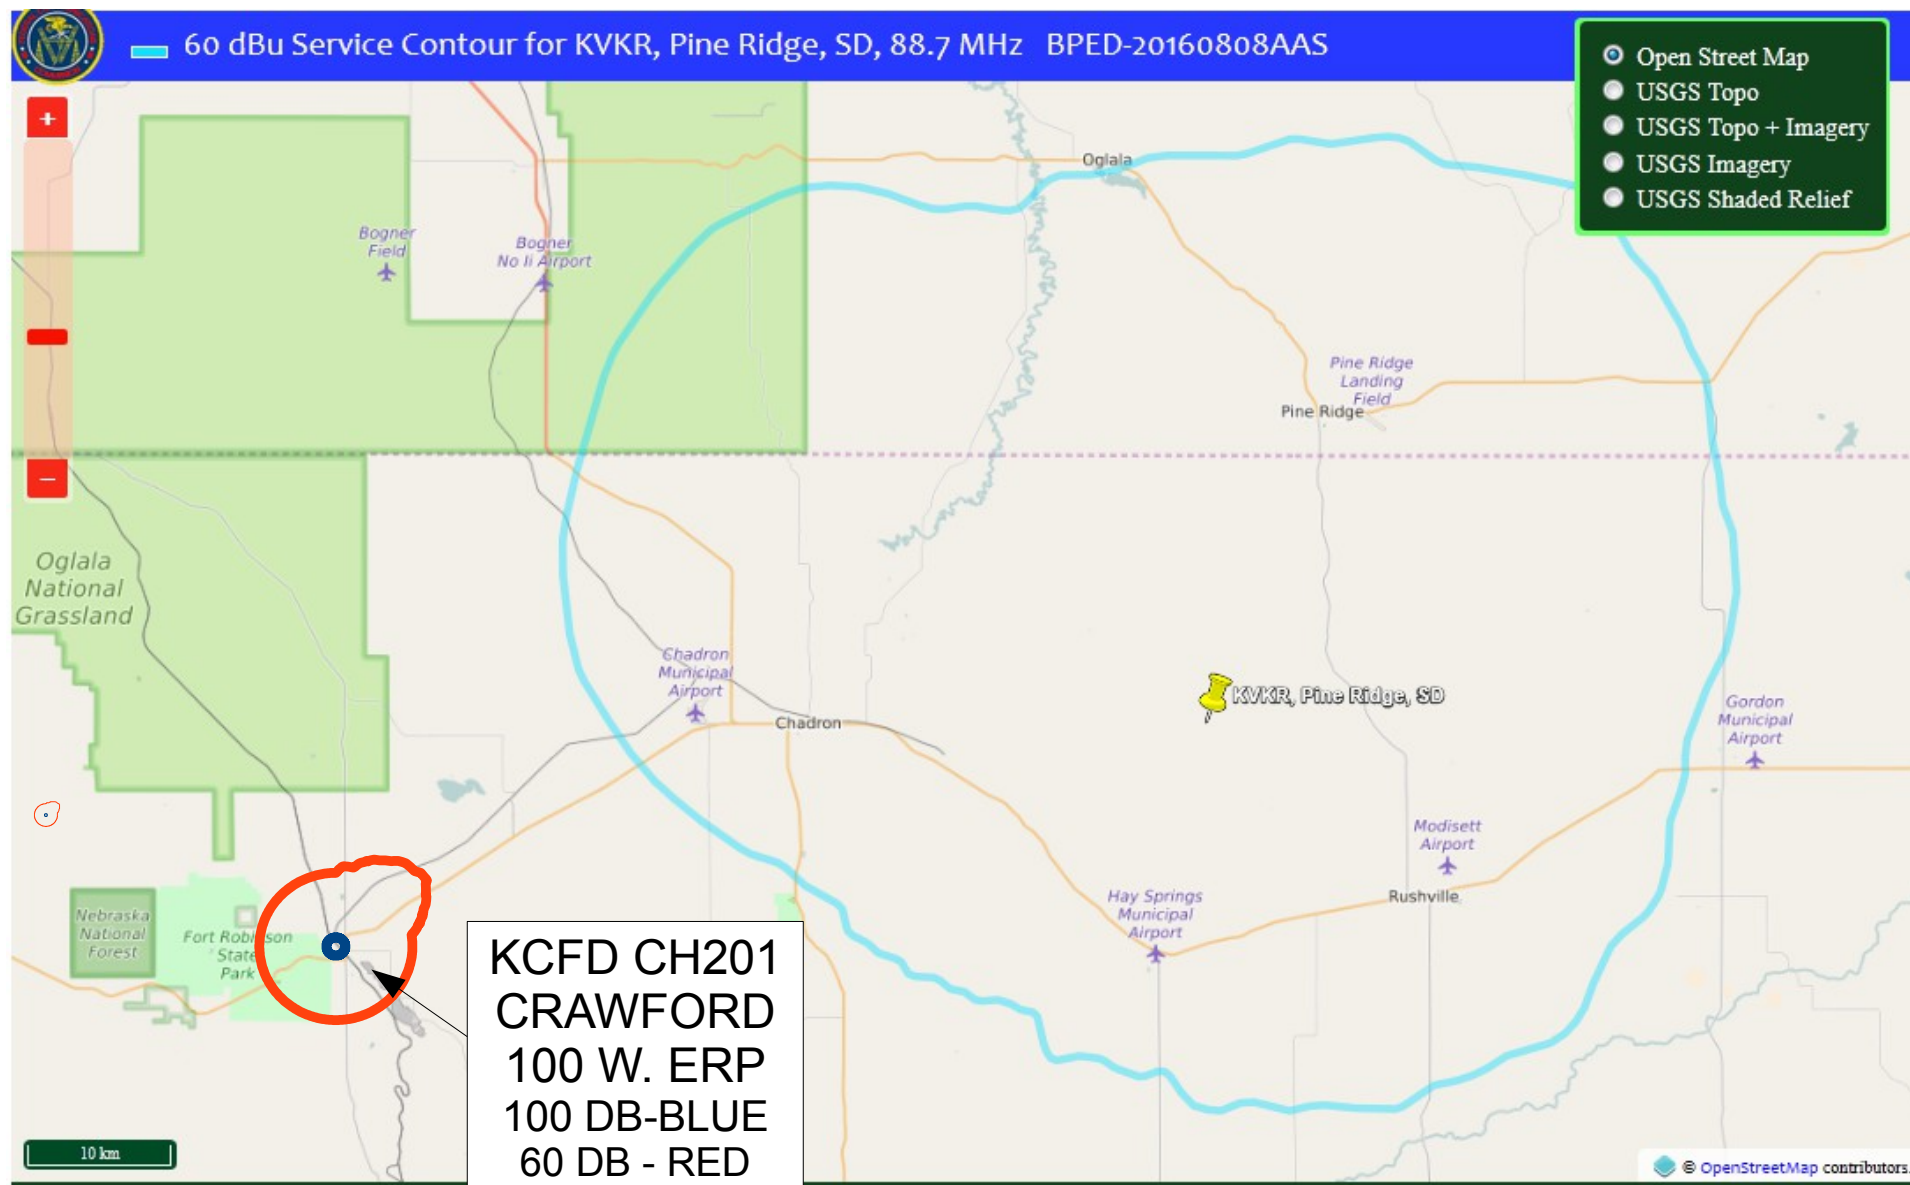 60 dBu Service Contour for KVKR, Pine Ridge, SD, 88.7 MHz BPED-20160808AAS
Open Street Map
USGS Topo
USGS Topo + Imagery
USGS Imagery
USGS Shaded Relief
+
−
Oglala
Bogner
Field
Bogner
No Ii Airport
Pine Ridge
Landing
Field
Pine Ridge
Oglala
National
Grassland
Chadron
Municipal
Airport
Chadron
KVKR, Pine Ridge, SD
Gordon
Municipal
Airport
Modisett
Airport
Rushville
Hay Springs
Municipal
Airport
Nebraska
National
Forest
Fort Robinson
State
Park
KCFD CH201
CRAWFORD
100 W. ERP
100 DB-BLUE
60 DB - RED
10 km
© OpenStreetMap contributors.